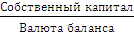 Собственный капитал
Валюта баланса